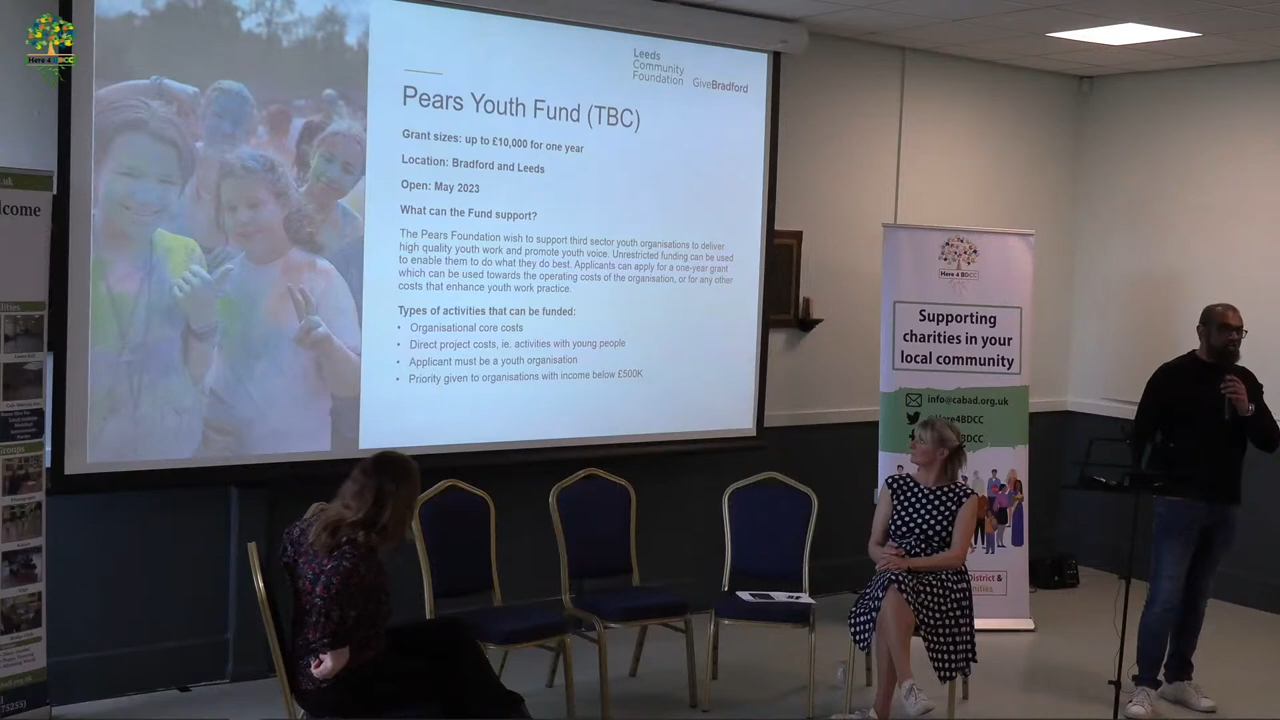 Here 4 BDCC
.uk
lcome
ilities
roups
75255)
Leeds
Community
Foundation
GiveBradford
Pears Youth Fund (TBC)
Grant sizes: up to £10,000 for one year
Location: Bradford and Leeds
Open: May 2023
What can the Fund support?
The Pears Foundation wish to support third sector youth organisations to deliver
high quality youth work and promote youth voice. Unrestricted funding can be used
to enable them to do what they do best. Applicants can apply for a one-year grant
which can be used towards the operating costs of the organisation, or for any other
costs that enhance youth work practice.
Types of activities that can be funded:
• Organisational core costs
• Direct project costs, ie. activities with young people
• Applicant must be a youth organisation
• Priority given to organisations with income below £500K
Here 4 BDCC
Supporting
charities in your
local community
info@cabad.org.uk
@Here4BDCC
BDCC
District &
nities